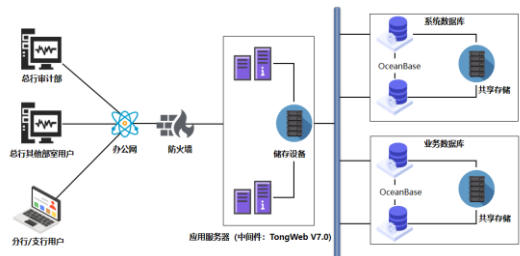 系统数据库
OceanBase
共享存储
总行审计部
总行其他部室用户
办公网
防火墙
储存设备
业务数据库
OceanBase
共享存储
分行/支行用户
应用服务器（中间件：TongWeb V7.0）